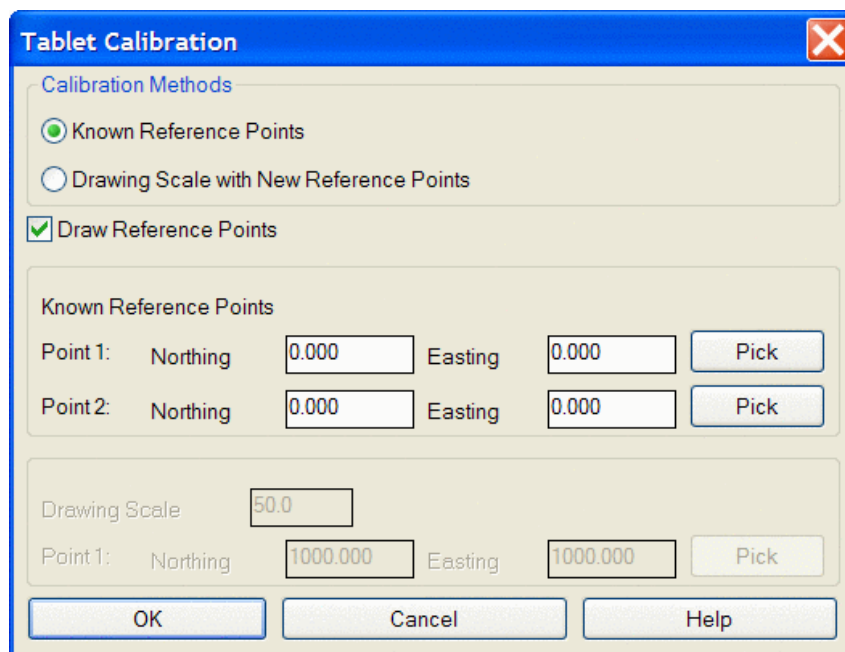 Tablet Calibration
Calibration Methods
Known Reference Points
Drawing Scale with New Reference Points
Draw Reference Points
Known Reference Points
Point 1: Northing 0.000 Easting 0.000 Pick
Point 2: Northing 0.000 Easting 0.000 Pick
Drawing Scale 50.0
Point 1: Northing 1000.000 Easting 1000.000 Pick
OK Cancel Help